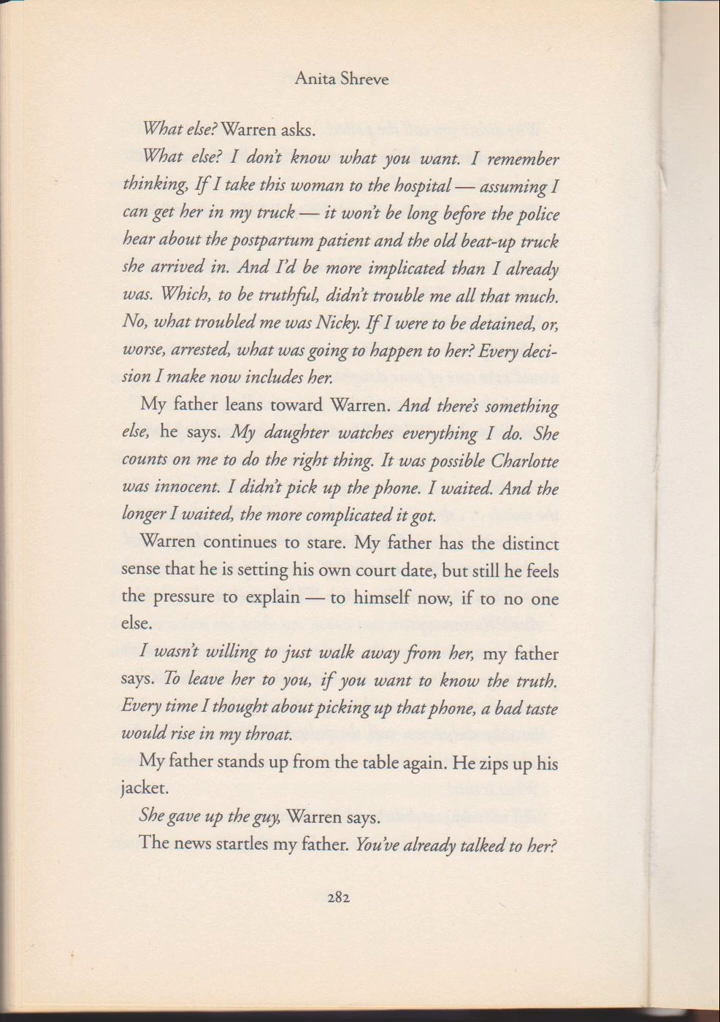 Anita Shreve
What else? Warren asks.
What else? I don't know what you want. I remember
thinking, If I take this woman to the hospital — assuming I
can get her in my truck — it won't be long before the police
hear about the postpartum patient and the old beat-up truck
she arrived in. And I'd be more implicated than I already
was. Which, to be truthful, didn't trouble me all that much.
No, what troubled me was Nicky. If I were to be detained, or,
worse, arrested, what was going to happen to her? Every deci-
sion I make now includes her.
My father leans toward Warren. And there's something
else, he says. My daughter watches everything I do. She
counts on me to do the right thing. It was possible Charlotte
was innocent. I didn't pick up the phone. I waited. And the
longer I waited, the more complicated it got.
Warren continues to stare. My father has the distinct
sense that he is setting his own court date, but still he feels
the pressure to explain — to himself now, if to no one
else.
I wasn't willing to just walk away from her, my father
says. To leave her to you, if you want to know the truth.
Every time I thought about picking up that phone, a bad taste
would rise in my throat.
My father stands up from the table again. He zips up his
jacket.
She gave up the guy, Warren says.
The news startles my father. You've already talked to her?
282